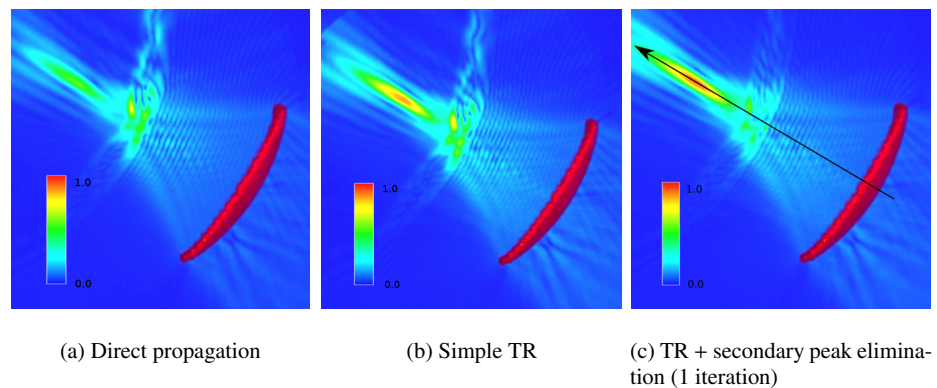 1.0
0.0
1.0
0.0
1.0
0.0
(a) Direct propagation
(b) Simple TR
(c) TR + secondary peak elimina-
tion (1 iteration)